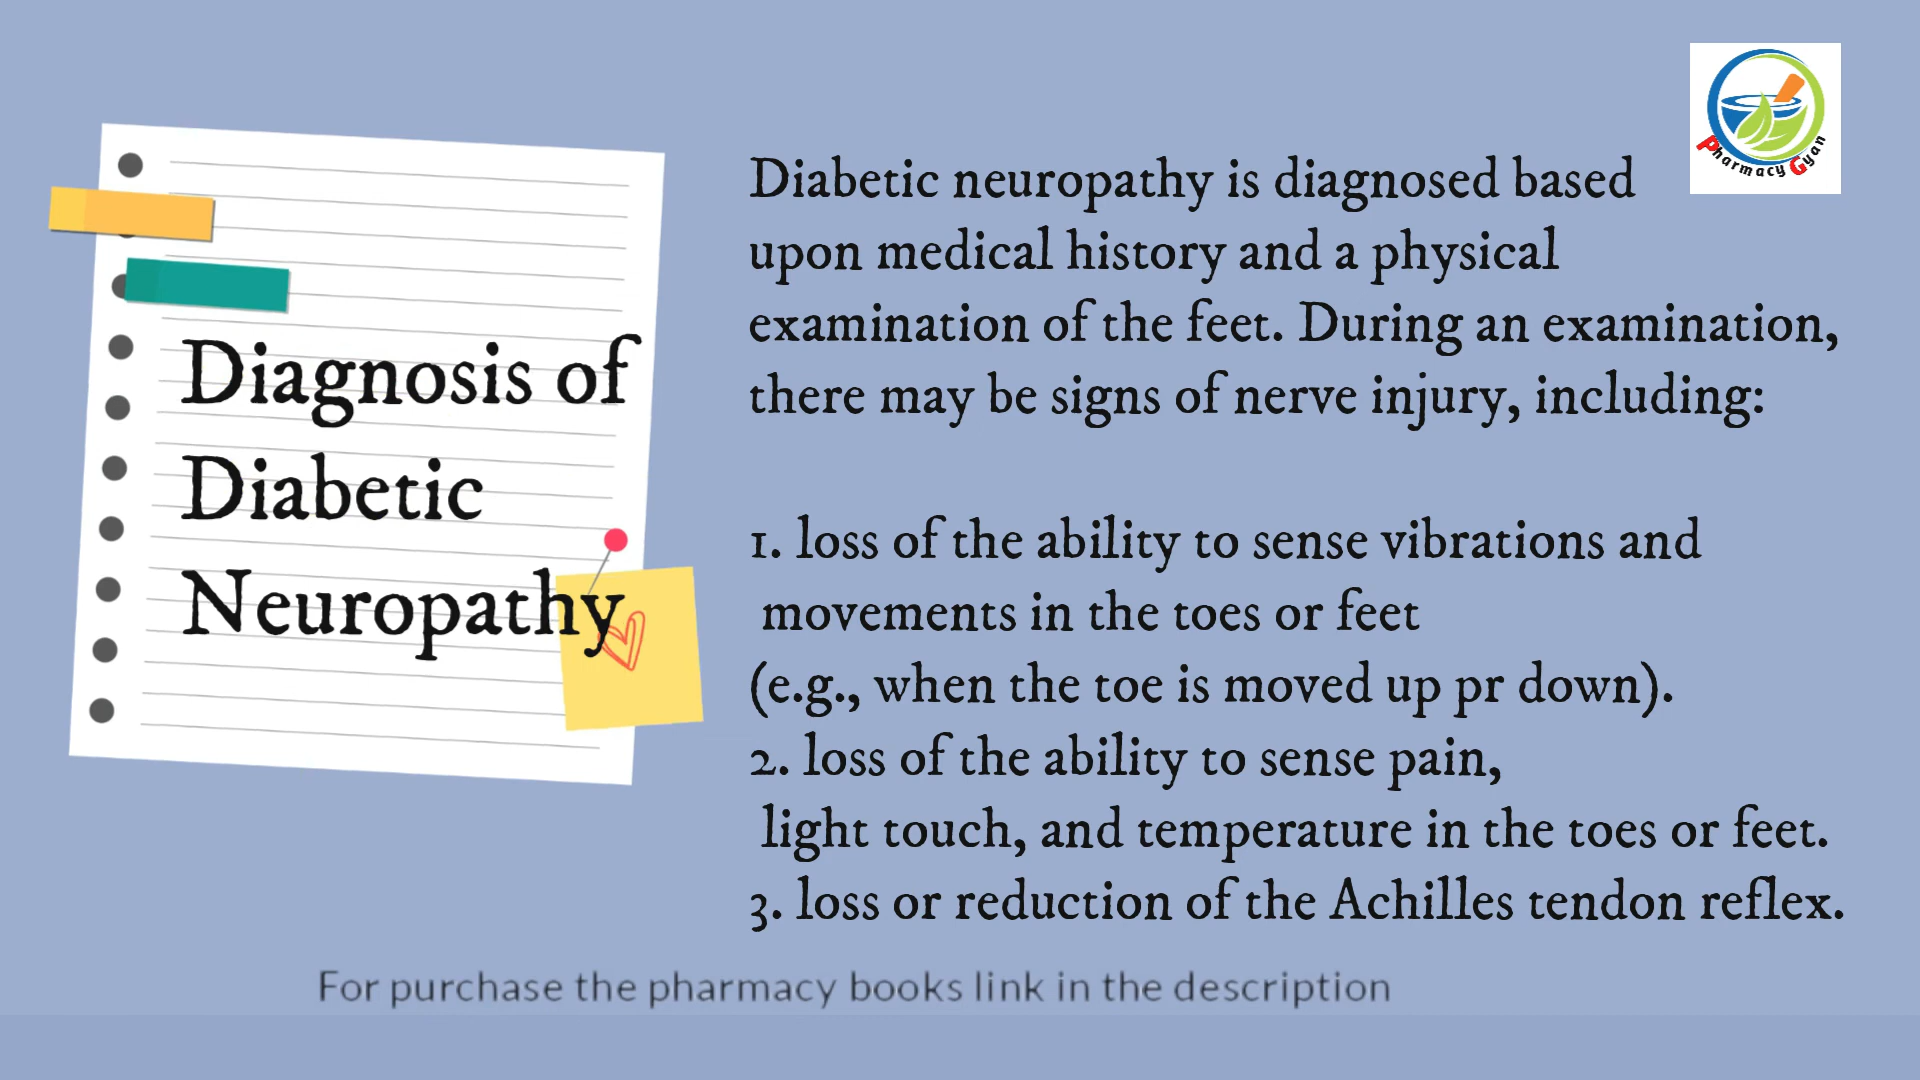 Pharmacy Gyan
Diagnosis of
Diabetic
Neuropathy
Diabetic neuropathy is diagnosed based
upon medical history and a physical
examination of the feet. During an examination,
there may be signs of nerve injury, including:
1. loss of the ability to sense vibrations and
movements in the toes or feet
(e.g., when the toe is moved up pr down).
2. loss of the ability to sense pain,
light touch, and temperature in the toes or feet.
3. loss or reduction of the Achilles tendon reflex.
For purchase the pharmacy books link in the description